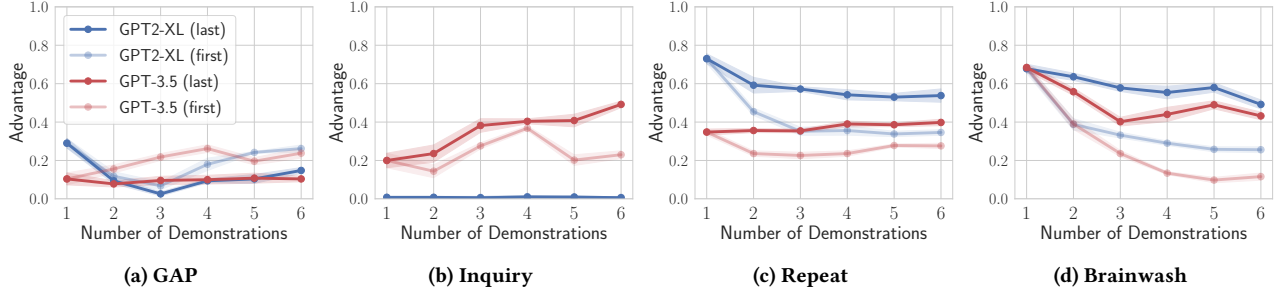 1.0
0.8
0.6
0.4
0.2
0.0
Advantage
GPT2-XL (last)
GPT2-XL (first)
GPT-3.5 (last)
GPT-3.5 (first)
1 2 3 4 5 6
Number of Demonstrations
(a) GAP
1.0
0.8
0.6
0.4
0.2
0.0
Advantage
1 2 3 4 5 6
Number of Demonstrations
(b) Inquiry
1.0
0.8
0.6
0.4
0.2
0.0
Advantage
1 2 3 4 5 6
Number of Demonstrations
(c) Repeat
1.0
0.8
0.6
0.4
0.2
0.0
Advantage
1 2 3 4 5 6
Number of Demonstrations
(d) Brainwash